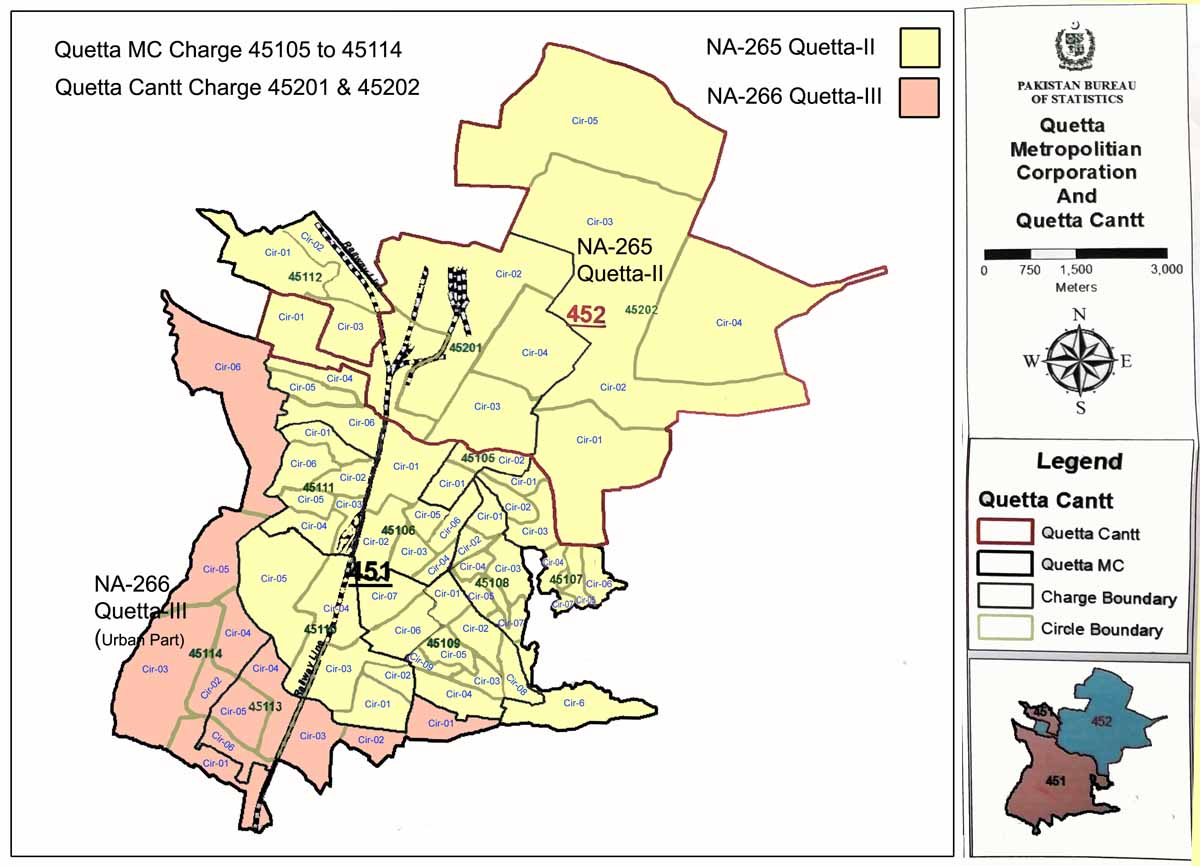 Quetta MC Charge 45105 to 45114
Quetta Cantt Charge 45201 & 45202
NA-265 Quetta-II
NA-266 Quetta-III
PAKISTAN BUREAU
OF STATISTICS
Quetta
Metropolitian
Corporation
And
Quetta Cantt
0 750 1,500 3,000
Meters
N
W E
S
Legend
Quetta Cantt
Quetta Cantt
Quetta MC
Charge Boundary
Circle Boundary
452
451
Cir-05
Cir-03
NA-265
Quetta-II
452
45202
Cir-04
Cir-02
Cir-01
Cir-02
45201
Cir-04
Cir-03
Cir-01
Cir-02
45112
Railway Line
Cir-01
Cir-03
Cir-04
Cir-05
Cir-06
Cir-06
Cir-01
Cir-06
Cir-02
45111
Cir-05
Cir-03
Cir-04
Cir-01
45105
Cir-02
Cir-01
Cir-01
Cir-02
Cir-03
Cir-05
Cir-06
Cir-01
45106
Cir-02
Cir-03
Cir-04
Cir-02
Cir-04
Cir-03
45108
Cir-05
Cir-07
Cir-04
45107
Cir-06
Cir-07
451
Cir-07
Cir-01
Cir-06
Cir-02
45109
Cir-05
Cir-09
Cir-03
Cir-04
Cir-08
Cir-6
Cir-05
Cir-04
Cir-03
Cir-02
Cir-01
Railway Line
NA-266
Quetta-III
(Urban Part)
Cir-05
Cir-04
45114
Cir-03
Cir-02
Cir-04
Cir-05
45113
Cir-06
Cir-01
Cir-03
Cir-02
Cir-01